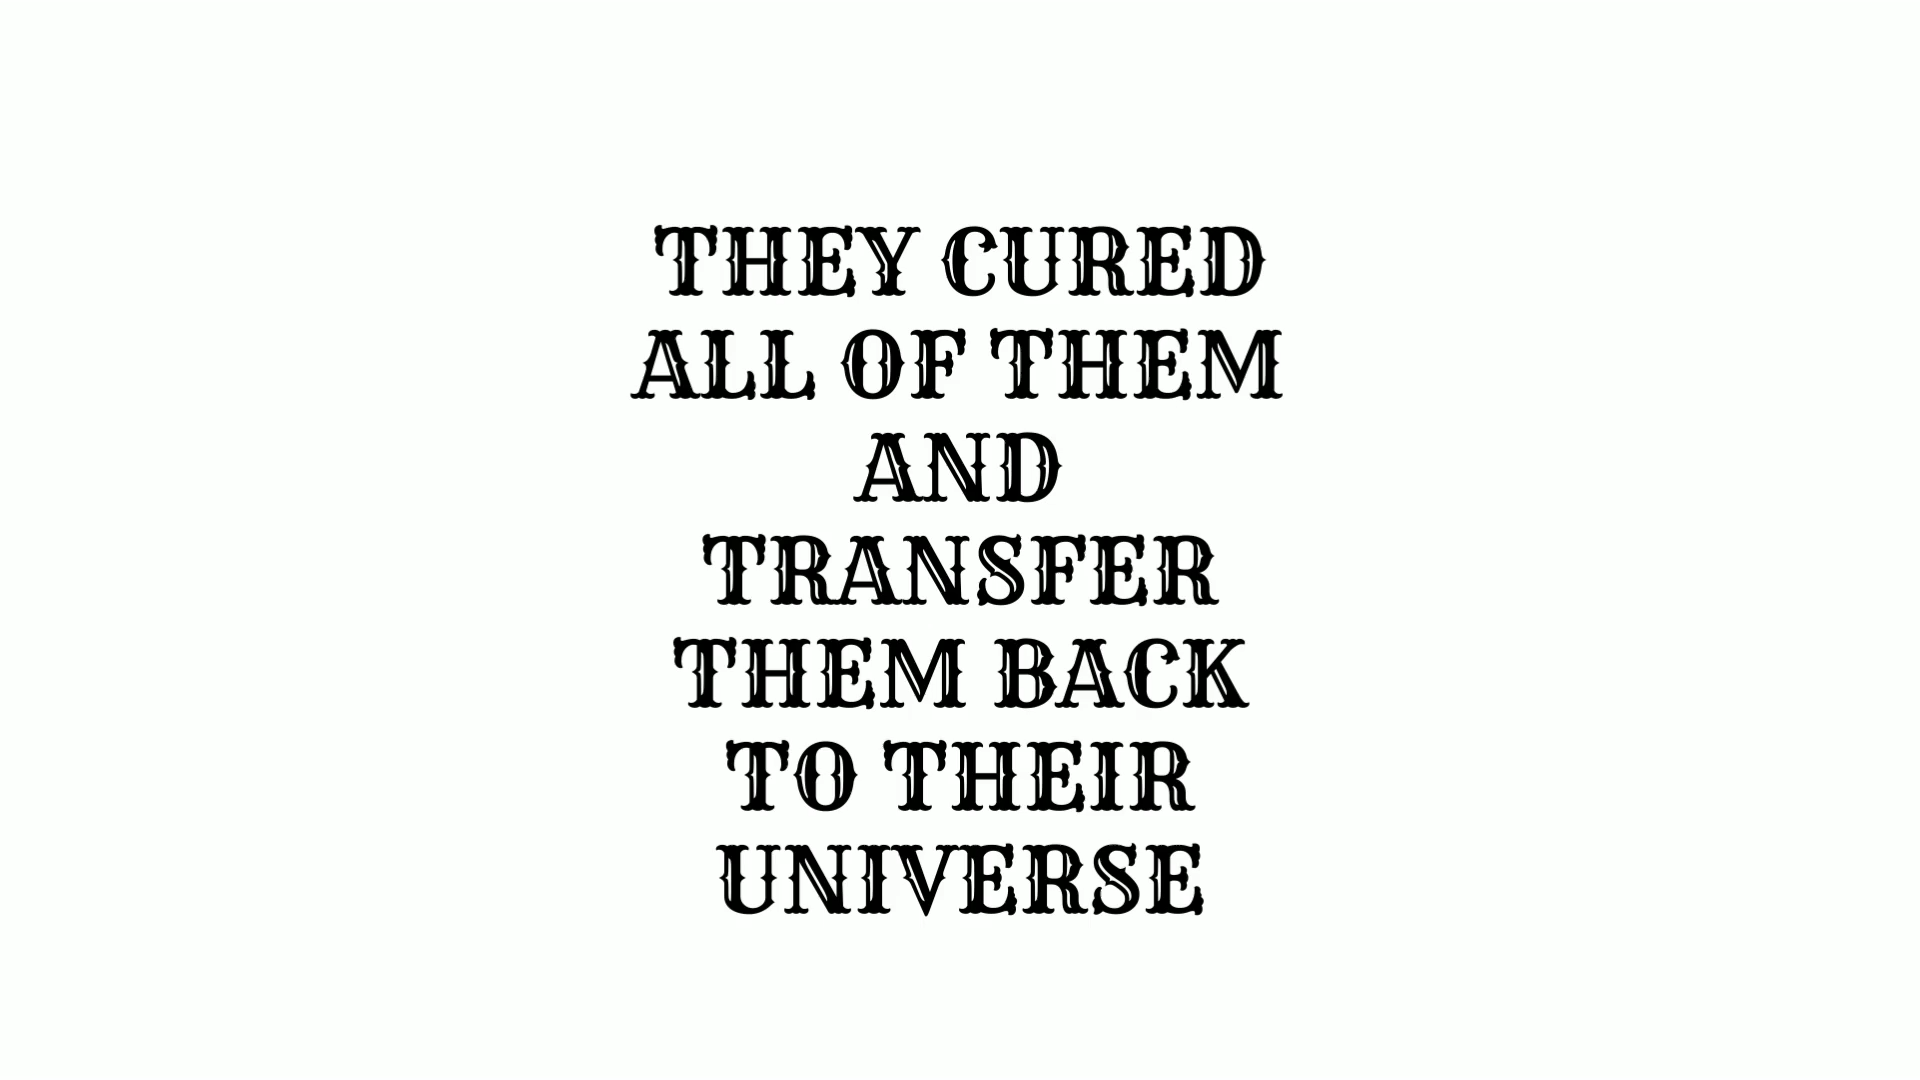 THEY CURED
ALL OF THEM
AND
TRANSFER
THEM BACK
TO THEIR
UNIVERSE